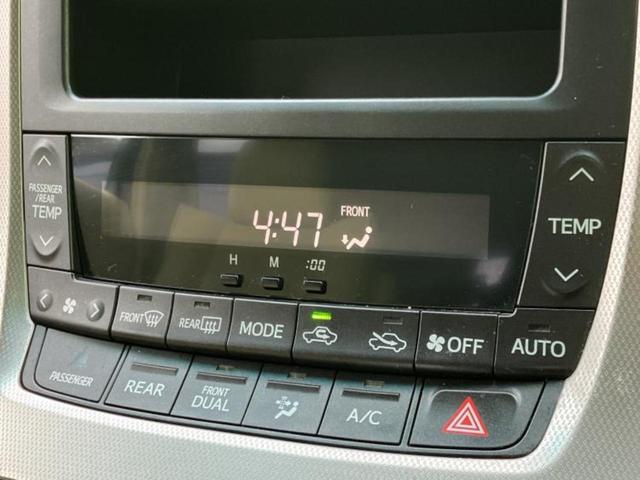 PASSENGER
/REAR
TEMP
4:47
FRONT
TEMP
H M :00
FRONT
REAR
MODE
OFF
AUTO
PASSENGER
REAR
FRONT
DUAL
A/C